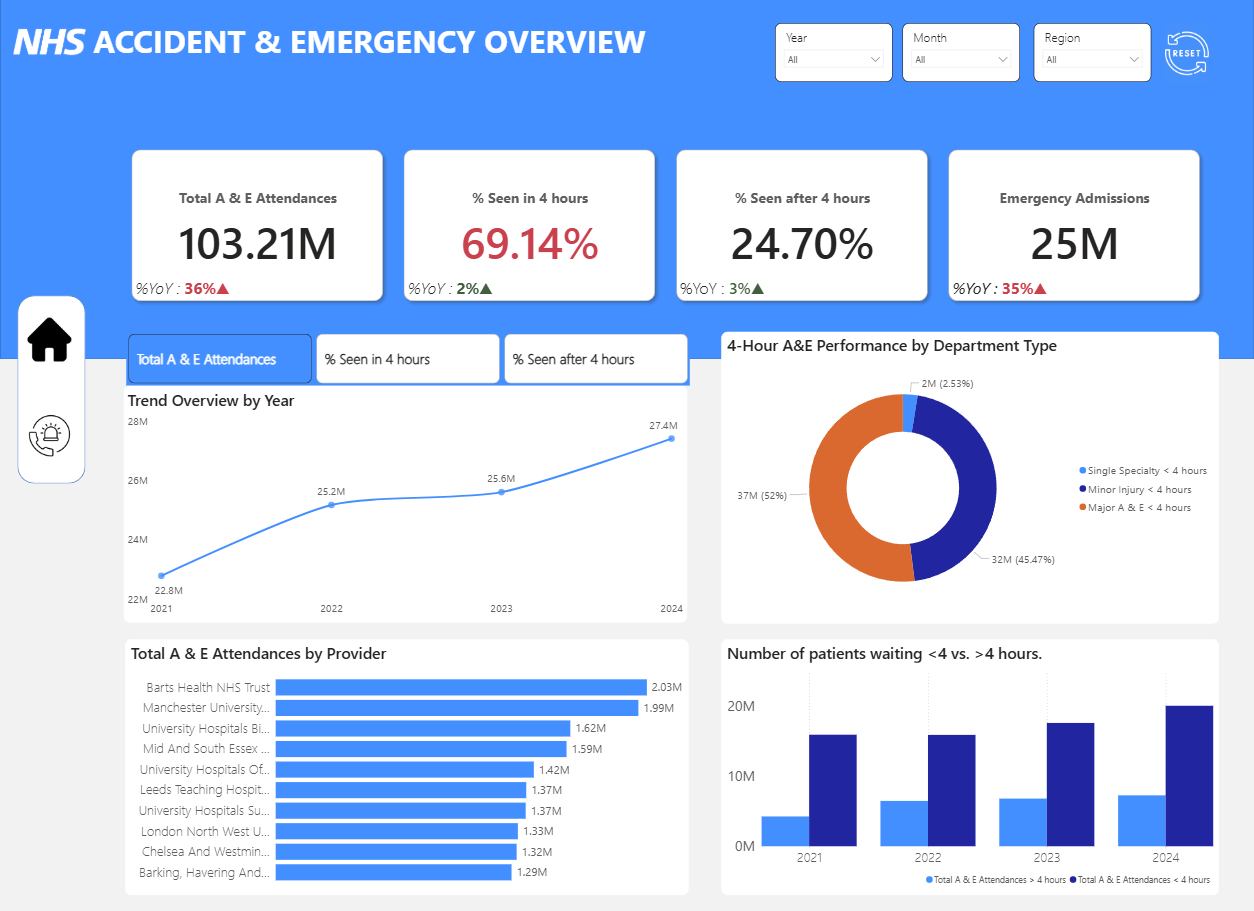 NHS ACCIDENT & EMERGENCY OVERVIEW
Year
All
Month
All
Region
All
RESET
Total A & E Attendances
103.21M
%YoY : 36%▲
% Seen in 4 hours
69.14%
%YoY : 2%▲
% Seen after 4 hours
24.70%
%YoY : 3%▲
Emergency Admissions
25M
%YoY : 35%▲
Total A & E Attendances
% Seen in 4 hours
% Seen after 4 hours
Trend Overview by Year
28M
26M
24M
22M
22.8M
25.2M
25.6M
27.4M
2021
2022
2023
2024
4-Hour A&E Performance by Department Type
2M (2.53%)
37M (52%)
32M (45.47%)
Single Specialty < 4 hours
Minor Injury < 4 hours
Major A & E < 4 hours
Total A & E Attendances by Provider
Barts Health NHS Trust 2.03M
Manchester University... 1.99M
University Hospitals Bi... 1.62M
Mid And South Essex ... 1.59M
University Hospitals Of... 1.42M
Leeds Teaching Hospit... 1.37M
University Hospitals Su... 1.37M
London North West U... 1.33M
Chelsea And Westmin... 1.32M
Barking, Havering And... 1.29M
Number of patients waiting <4 vs. >4 hours.
20M
10M
0M
2021
2022
2023
2024
Total A & E Attendances > 4 hours
Total A & E Attendances < 4 hours